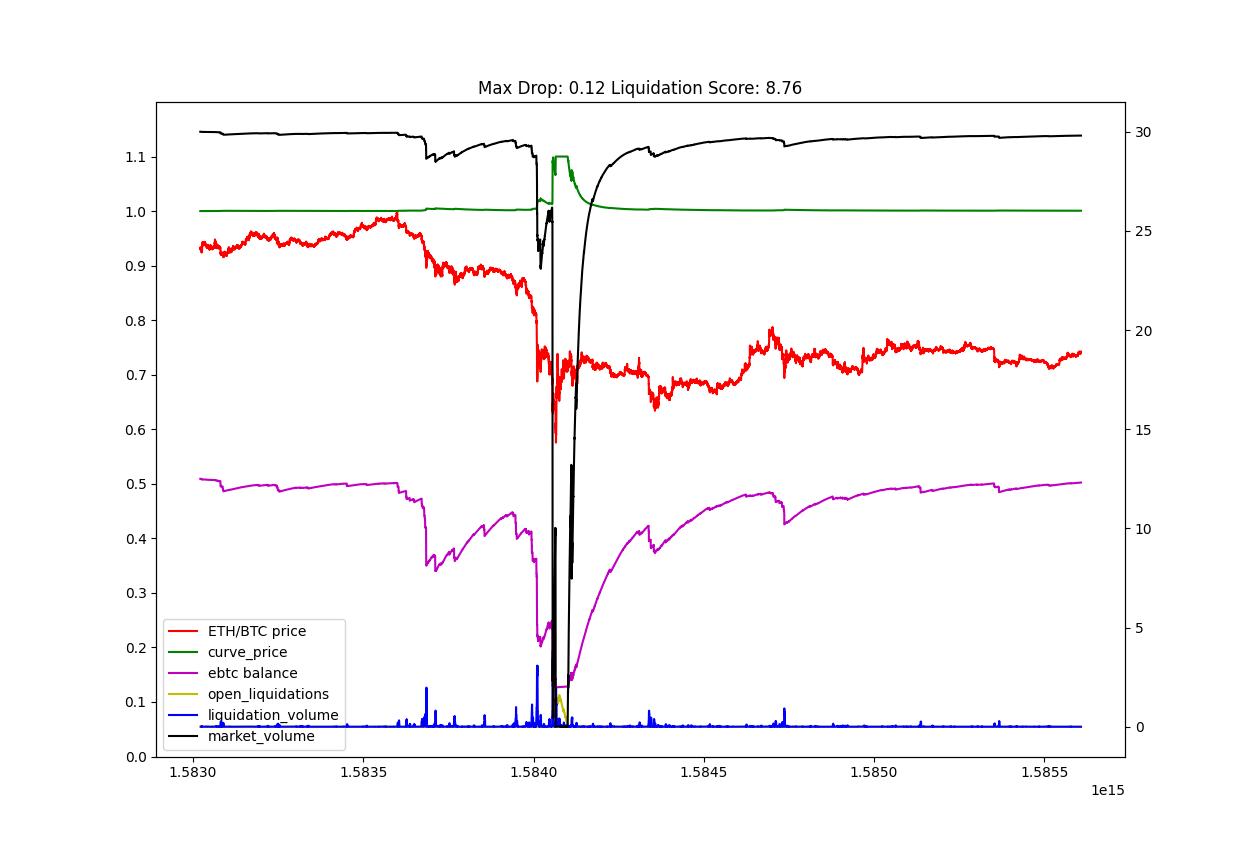 Max Drop: 0.12 Liquidation Score: 8.76
1.1
1.0
0.9
0.8
0.7
0.6
0.5
0.4
0.3
0.2
0.1
0.0
30
25
20
15
10
5
0
ETH/BTC price
curve_price
ebtc balance
open_liquidations
liquidation_volume
market_volume
1.5830 1.5835 1.5840 1.5845 1.5850 1.5855
1e15